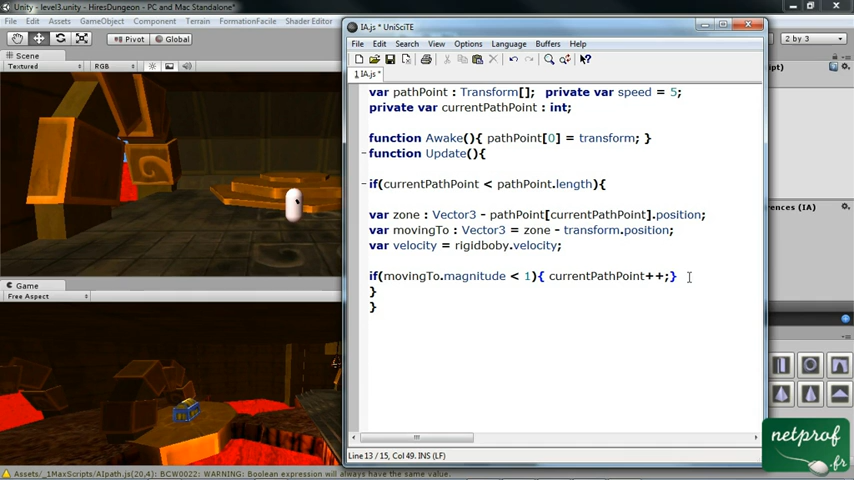 Unity - level3.unity - HiresDungeon - PC and Mac Standalone*
File Edit Assets GameObject Component Terrain FormationFacile Shader Editor
Pivot Global
2 by 3
Scene
Textured RGB
Game
Free Aspect
IA.js * UniSciTE
File Edit Search View Options Language Buffers Help
1 IA.js *
var pathPoint : Transform[]; private var speed = 5;
private var currentPathPoint : int;
function Awake(){ pathPoint[0] = transform; }
function Update(){
if(currentPathPoint < pathPoint.length){
var zone : Vector3 - pathPoint[currentPathPoint].position;
var movingTo : Vector3 = zone - transform.position;
var velocity = rigidboby.velocity;
if(movingTo.magnitude < 1){ currentPathPoint++;}
}
}
Line 13 / 15, Col 49. INS (LF)
ript)
rences (IA)
Assets/_1MaxScripts/AIpath.js(20,4): BCW0022: WARNING: Boolean expression will always have the same value.
netprof
.fr